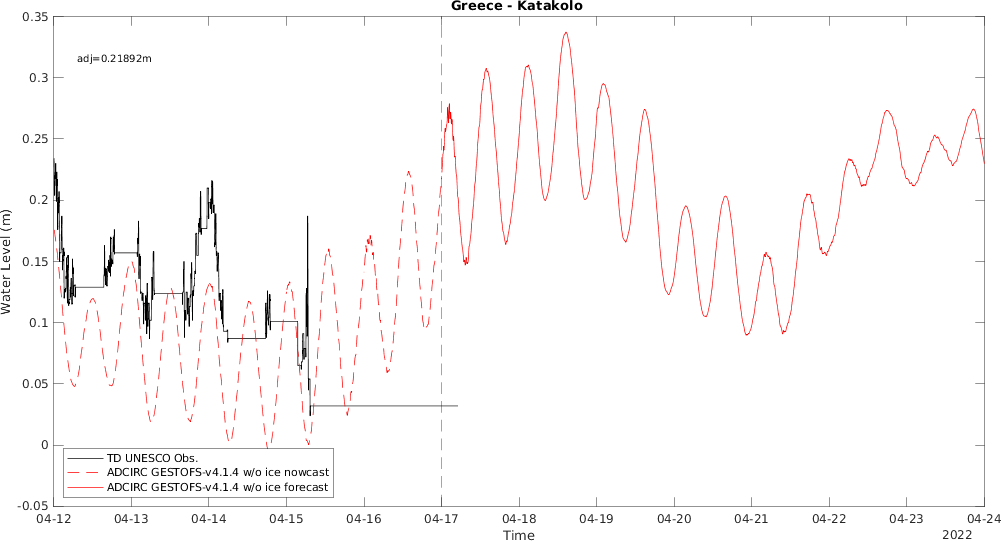 Greece - Katakolo
0.35
0.3
0.25
0.2
0.15
0.1
0.05
0
-0.05
Water Level (m)
adj=0.21892m
TD UNESCO Obs.
ADCIRC GESTOFS-v4.1.4 w/o ice nowcast
ADCIRC GESTOFS-v4.1.4 w/o ice forecast
04-12 04-13 04-14 04-15 04-16 04-17 04-18 04-19 04-20 04-21 04-22 04-23 04-24
Time
2022